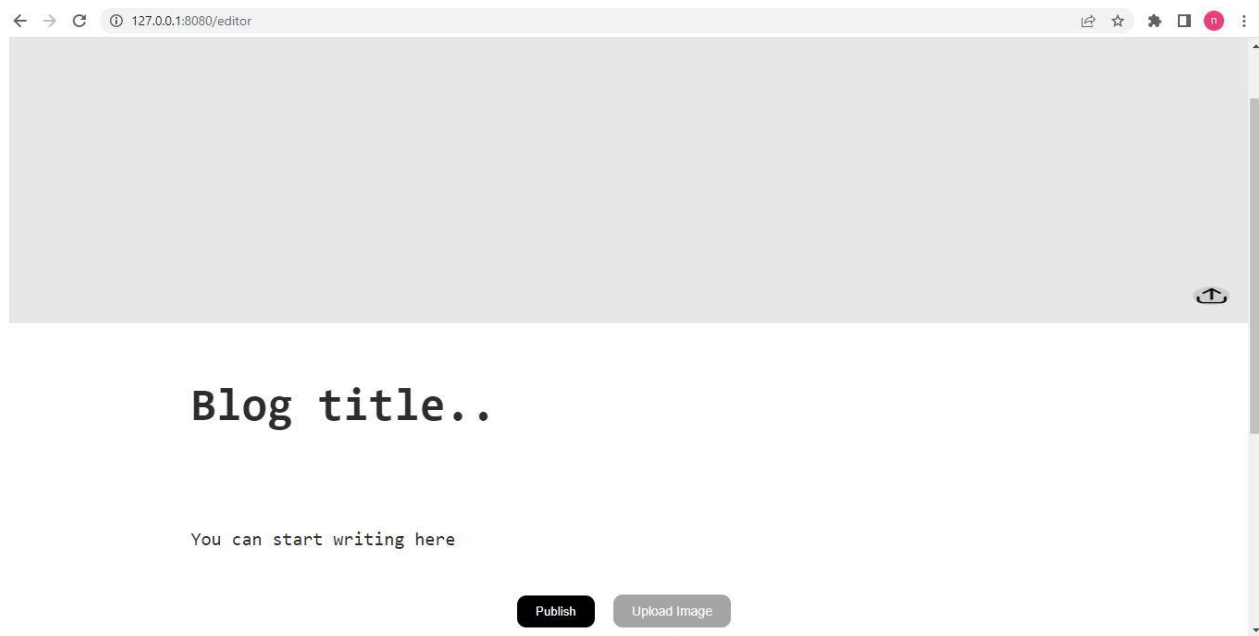 127.0.0.1:8080/editor
n
Blog title..
You can start writing here
Publish
Upload Image